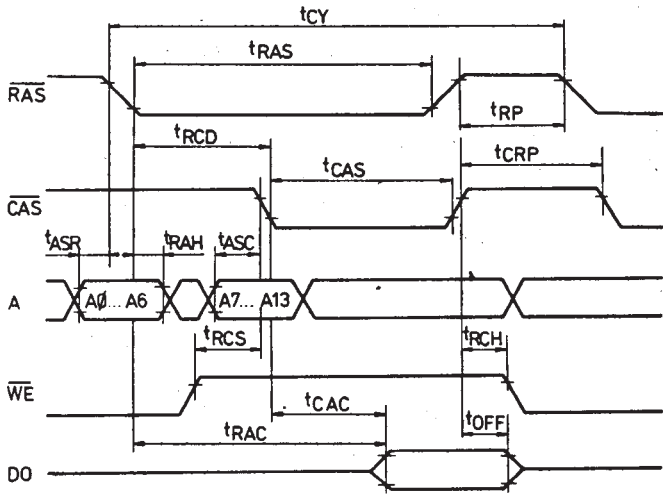 tCY
tRAS
RAS
tRP
tRCD
tCRP
tCAS
CAS
tASR tRAH tASC
A AØ... A6 A7... A13
tRCS tRCH
WE
tCAC tOFF
tRAC
DO